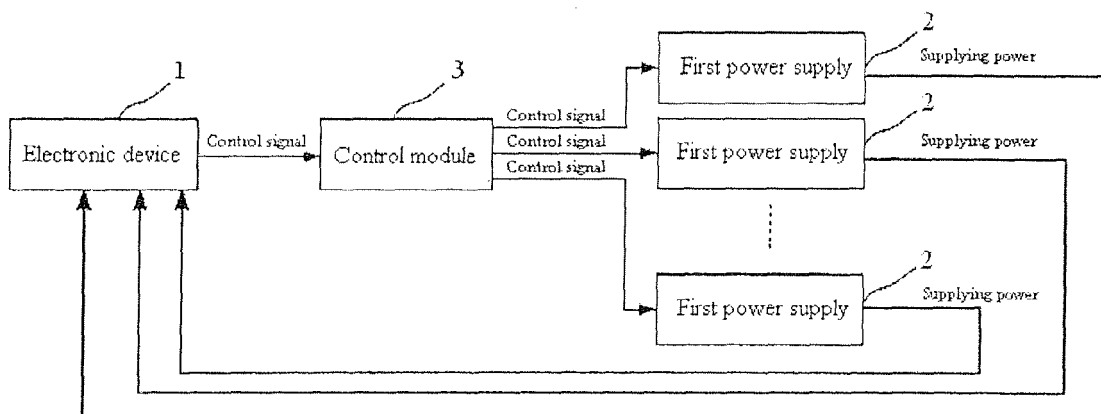 2
First power supply
Supplying power
1
3
Control signal
2
Electronic device
Control signal
Control module
Control signal
First power supply
Supplying power
Control signal
2
First power supply
Supplying power